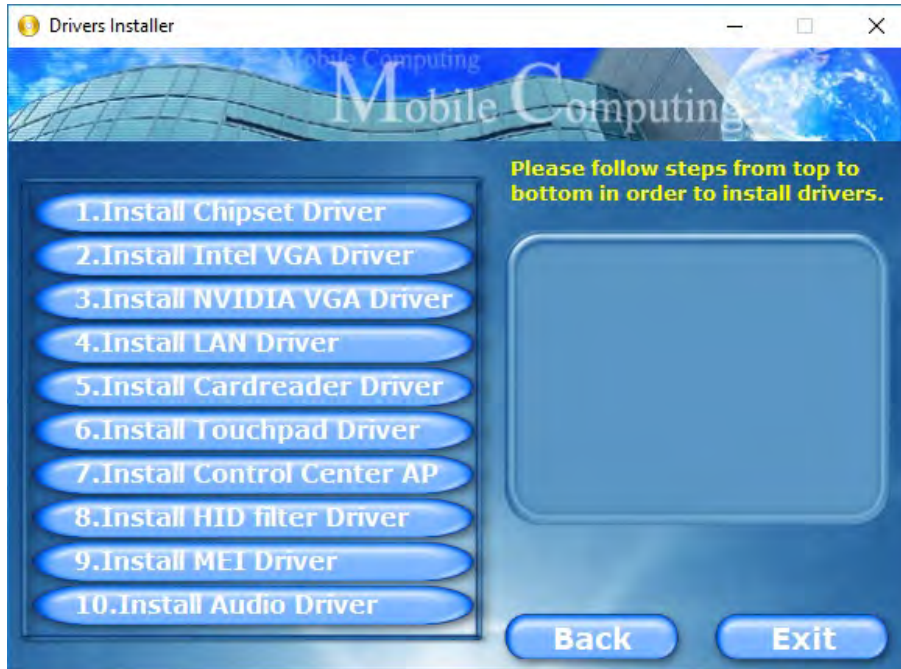 Drivers Installer
Mobile Computing
Mobile Computing
Please follow steps from top to
bottom in order to install drivers.
1.Install Chipset Driver
2.Install Intel VGA Driver
3.Install NVIDIA VGA Driver
4.Install LAN Driver
5.Install Cardreader Driver
6.Install Touchpad Driver
7.Install Control Center AP
8.Install HID filter Driver
9.Install MEI Driver
10.Install Audio Driver
Back
Exit